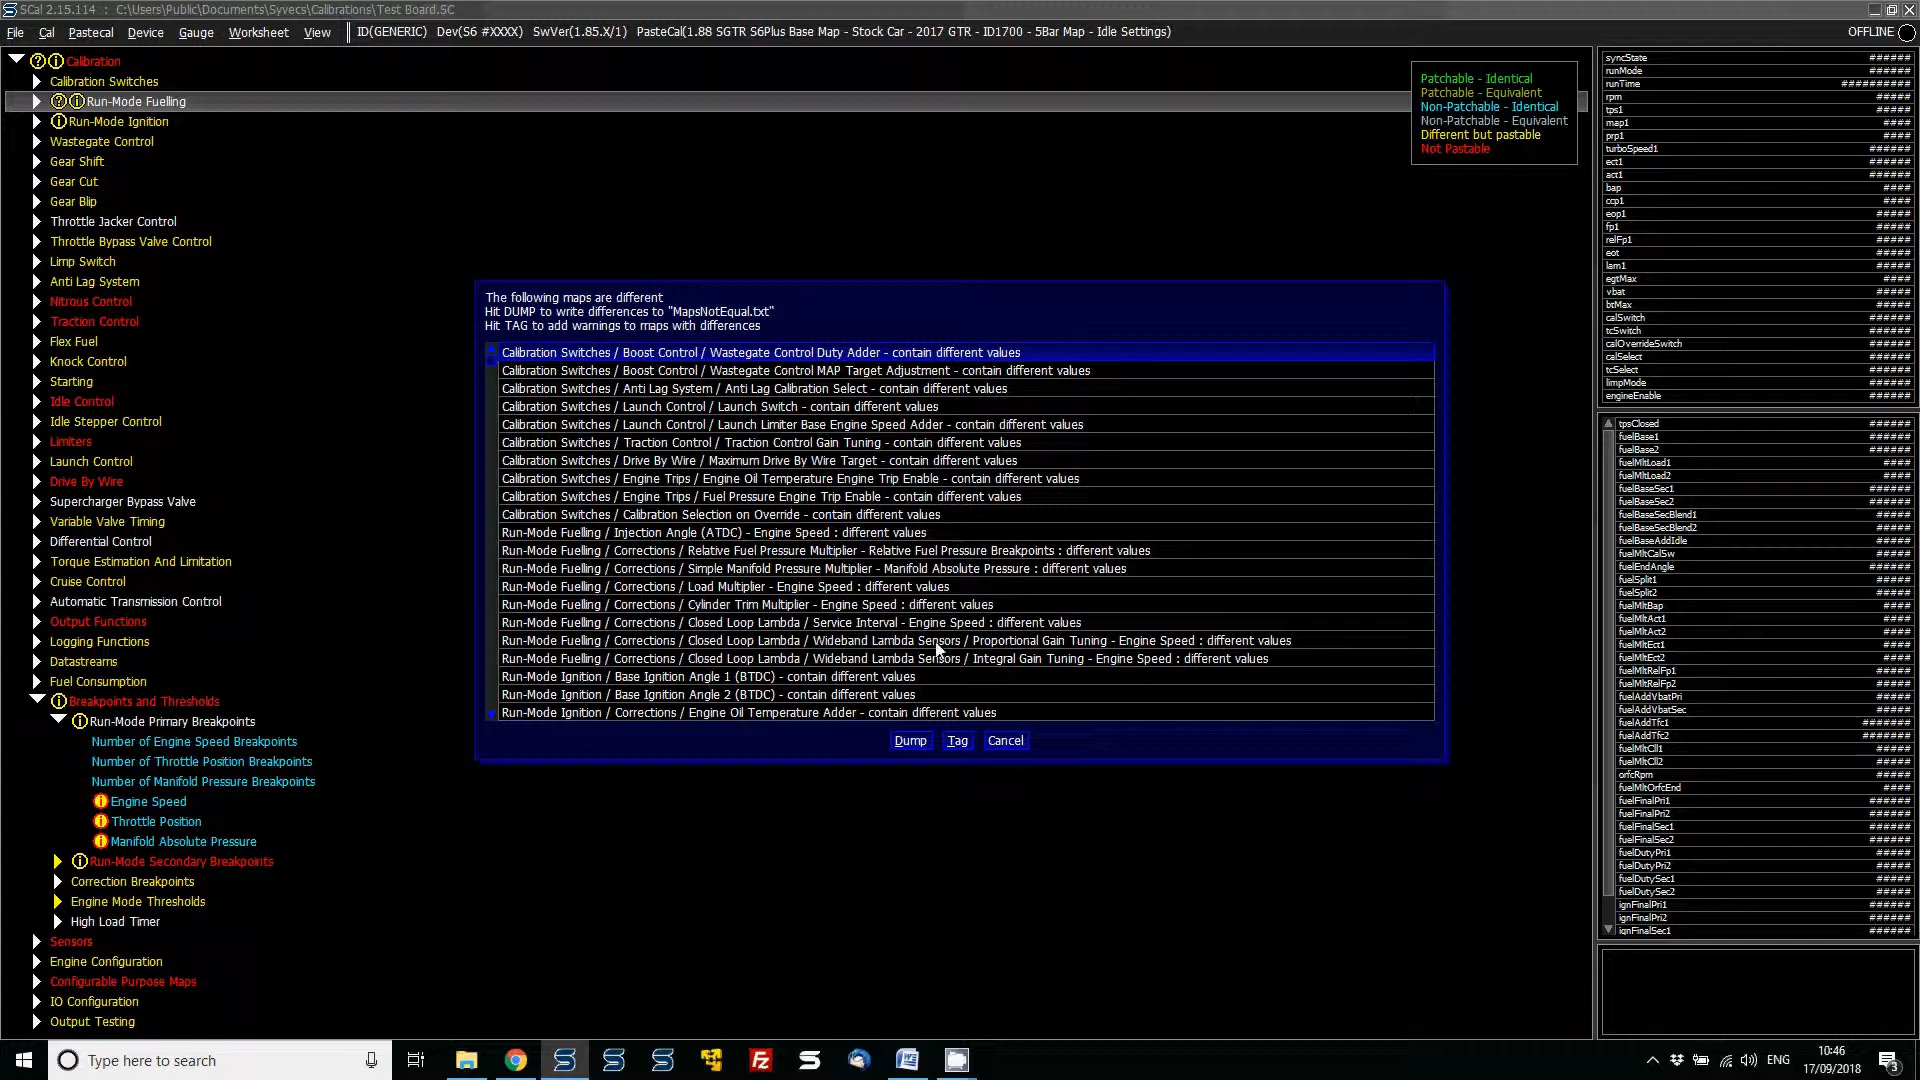 SCal 2.15.114 : C:\Users\Public\Documents\Syvecs\Calibrations\Test Board.SC
File Cal Pastecal Device Gauge Worksheet View ID(GENERIC) Dev(S6 #XXXX) SwVer(1.85.X/1) PasteCal(1.88 SGTR S6Plus Base Map - Stock Car - 2017 GTR - ID1700 - 5Bar Map - Idle Settings) OFFLINE
Calibration
Calibration Switches
Run-Mode Fuelling
Run-Mode Ignition
Wastegate Control
Gear Shift
Gear Cut
Gear Blip
Throttle Jacker Control
Throttle Bypass Valve Control
Limp Switch
Anti Lag System
Nitrous Control
Traction Control
Flex Fuel
Knock Control
Starting
Idle Control
Idle Stepper Control
Limiters
Launch Control
Drive By Wire
Supercharger Bypass Valve
Variable Valve Timing
Differential Control
Torque Estimation And Limitation
Cruise Control
Automatic Transmission Control
Output Functions
Logging Functions
Datastreams
Fuel Consumption
Breakpoints and Thresholds
Run-Mode Primary Breakpoints
Number of Engine Speed Breakpoints
Number of Throttle Position Breakpoints
Number of Manifold Pressure Breakpoints
Engine Speed
Throttle Position
Manifold Absolute Pressure
Run-Mode Secondary Breakpoints
Correction Breakpoints
Engine Mode Thresholds
High Load Timer
Sensors
Engine Configuration
Configurable Purpose Maps
IO Configuration
Output Testing
Patchable - Identical
Patchable - Equivalent
Non-Patchable - Identical
Non-Patchable - Equivalent
Different but pastable
Not Pastable
The following maps are different
Hit DUMP to write differences to "MapsNotEqual.txt"
Hit TAG to add warnings to maps with differences
Calibration Switches / Boost Control / Wastegate Control Duty Adder - contain different values
Calibration Switches / Boost Control / Wastegate Control MAP Target Adjustment - contain different values
Calibration Switches / Anti Lag System / Anti Lag Calibration Select - contain different values
Calibration Switches / Launch Control / Launch Switch - contain different values
Calibration Switches / Launch Control / Launch Limiter Base Engine Speed Adder - contain different values
Calibration Switches / Traction Control / Traction Control Gain Tuning - contain different values
Calibration Switches / Drive By Wire / Maximum Drive By Wire Target - contain different values
Calibration Switches / Engine Trips / Engine Oil Temperature Engine Trip Enable - contain different values
Calibration Switches / Engine Trips / Fuel Pressure Engine Trip Enable - contain different values
Calibration Switches / Calibration Selection on Override - contain different values
Run-Mode Fuelling / Injection Angle (ATDC) - Engine Speed : different values
Run-Mode Fuelling / Corrections / Relative Fuel Pressure Multiplier - Relative Fuel Pressure Breakpoints : different values
Run-Mode Fuelling / Corrections / Simple Manifold Pressure Multiplier - Manifold Absolute Pressure : different values
Run-Mode Fuelling / Corrections / Load Multiplier - Engine Speed : different values
Run-Mode Fuelling / Corrections / Cylinder Trim Multiplier - Engine Speed : different values
Run-Mode Fuelling / Corrections / Closed Loop Lambda / Service Interval - Engine Speed : different values
Run-Mode Fuelling / Corrections / Closed Loop Lambda / Wideband Lambda Sensors / Proportional Gain Tuning - Engine Speed : different values
Run-Mode Fuelling / Corrections / Closed Loop Lambda / Wideband Lambda Sensors / Integral Gain Tuning - Engine Speed : different values
Run-Mode Ignition / Base Ignition Angle 1 (BTDC) - contain different values
Run-Mode Ignition / Base Ignition Angle 2 (BTDC) - contain different values
Run-Mode Ignition / Corrections / Engine Oil Temperature Adder - contain different values
Dump Tag Cancel
syncState ######
runMode ######
runTime ##########
rpm #####
tps1 #####
map1 ####
prp1 #####
turboSpeed1 ######
ect1 #####
act1 #####
bap ####
ccp1 #####
eop1 #####
fp1 #####
relFp1 #####
eot #####
lam1 #####
egtMax #####
vbat #####
btMax #####
calSwitch ######
tcSwitch ######
calOverrideSwitch ######
calSelect ######
tcSelect ######
limpMode ######
engineEnable ######
tpsClosed ######
fuelBase1 ######
fuelBase2 ######
fuelMltLoad1 ####
fuelMltLoad2 ####
fuelBaseSec1 ######
fuelBaseSec2 ######
fuelBaseSecBlend1 #####
fuelBaseSecBlend2 #####
fuelBaseAddIdle ######
fuelMltCalSw ####
fuelEndAngle ######
fuelSplit1 #####
fuelSplit2 #####
fuelMltBap ####
fuelMltAct1 ####
fuelMltAct2 ####
fuelMltEct1 ####
fuelMltEct2 ####
fuelMltRelFp1 ####
fuelMltRelFp2 ####
fuelAddVbatPri #####
fuelAddVbatSec #####
fuelAddTfc1 #######
fuelAddTfc2 #######
fuelMltCll1 ####
fuelMltCll2 ####
orfcRpm #####
fuelMltOrfcEnd ####
fuelFinalPri1 ######
fuelFinalPri2 ######
fuelFinalSec1 ######
fuelFinalSec2 ######
fuelDutyPri1 #####
fuelDutyPri2 #####
fuelDutySec1 #####
fuelDutySec2 #####
ignFinalPri1 #####
ignFinalPri2 #####
ignFinalSec1 #####
Type here to search
ENG
10:46
17/09/2018
3